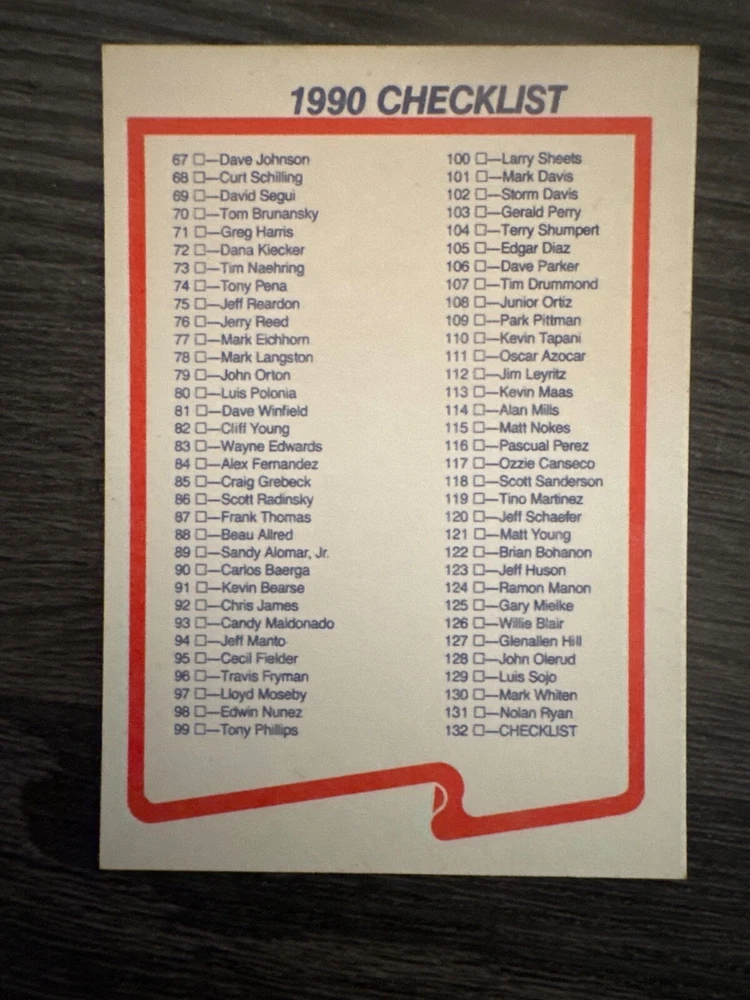 1990 CHECKLIST
67 ☐—Dave Johnson
68 ☐—Curt Schilling
69 ☐—David Segui
70 ☐—Tom Brunansky
71 ☐—Greg Harris
72 ☐—Dana Kiecker
73 ☐—Tim Naehring
74 ☐—Tony Pena
75 ☐—Jeff Reardon
76 ☐—Jerry Reed
77 ☐—Mark Eichhorn
78 ☐—Mark Langston
79 ☐—John Orton
80 ☐—Luis Polonia
81 ☐—Dave Winfield
82 ☐—Cliff Young
83 ☐—Wayne Edwards
84 ☐—Alex Fernandez
85 ☐—Craig Grebeck
86 ☐—Scott Radinsky
87 ☐—Frank Thomas
88 ☐—Beau Allred
89 ☐—Sandy Alomar, Jr.
90 ☐—Carlos Baerga
91 ☐—Kevin Bearse
92 ☐—Chris James
93 ☐—Candy Maldonado
94 ☐—Jeff Manto
95 ☐—Cecil Fielder
96 ☐—Travis Fryman
97 ☐—Lloyd Moseby
98 ☐—Edwin Nunez
99 ☐—Tony Phillips
100 ☐—Larry Sheets
101 ☐—Mark Davis
102 ☐—Storm Davis
103 ☐—Gerald Perry
104 ☐—Terry Shumpert
105 ☐—Edgar Diaz
106 ☐—Dave Parker
107 ☐—Tim Drummond
108 ☐—Junior Ortiz
109 ☐—Park Pittman
110 ☐—Kevin Tapani
111 ☐—Oscar Azocar
112 ☐—Jim Leyritz
113 ☐—Kevin Maas
114 ☐—Alan Mills
115 ☐—Matt Nokes
116 ☐—Pascual Perez
117 ☐—Ozzie Canseco
118 ☐—Scott Sanderson
119 ☐—Tino Martinez
120 ☐—Jeff Schaefer
121 ☐—Matt Young
122 ☐—Brian Bohanon
123 ☐—Jeff Huson
124 ☐—Ramon Manon
125 ☐—Gary Mielke
126 ☐—Willie Blair
127 ☐—Glenallen Hill
128 ☐—John Olerud
129 ☐—Luis Sojo
130 ☐—Mark Whiten
131 ☐—Nolan Ryan
132 ☐—CHECKLIST